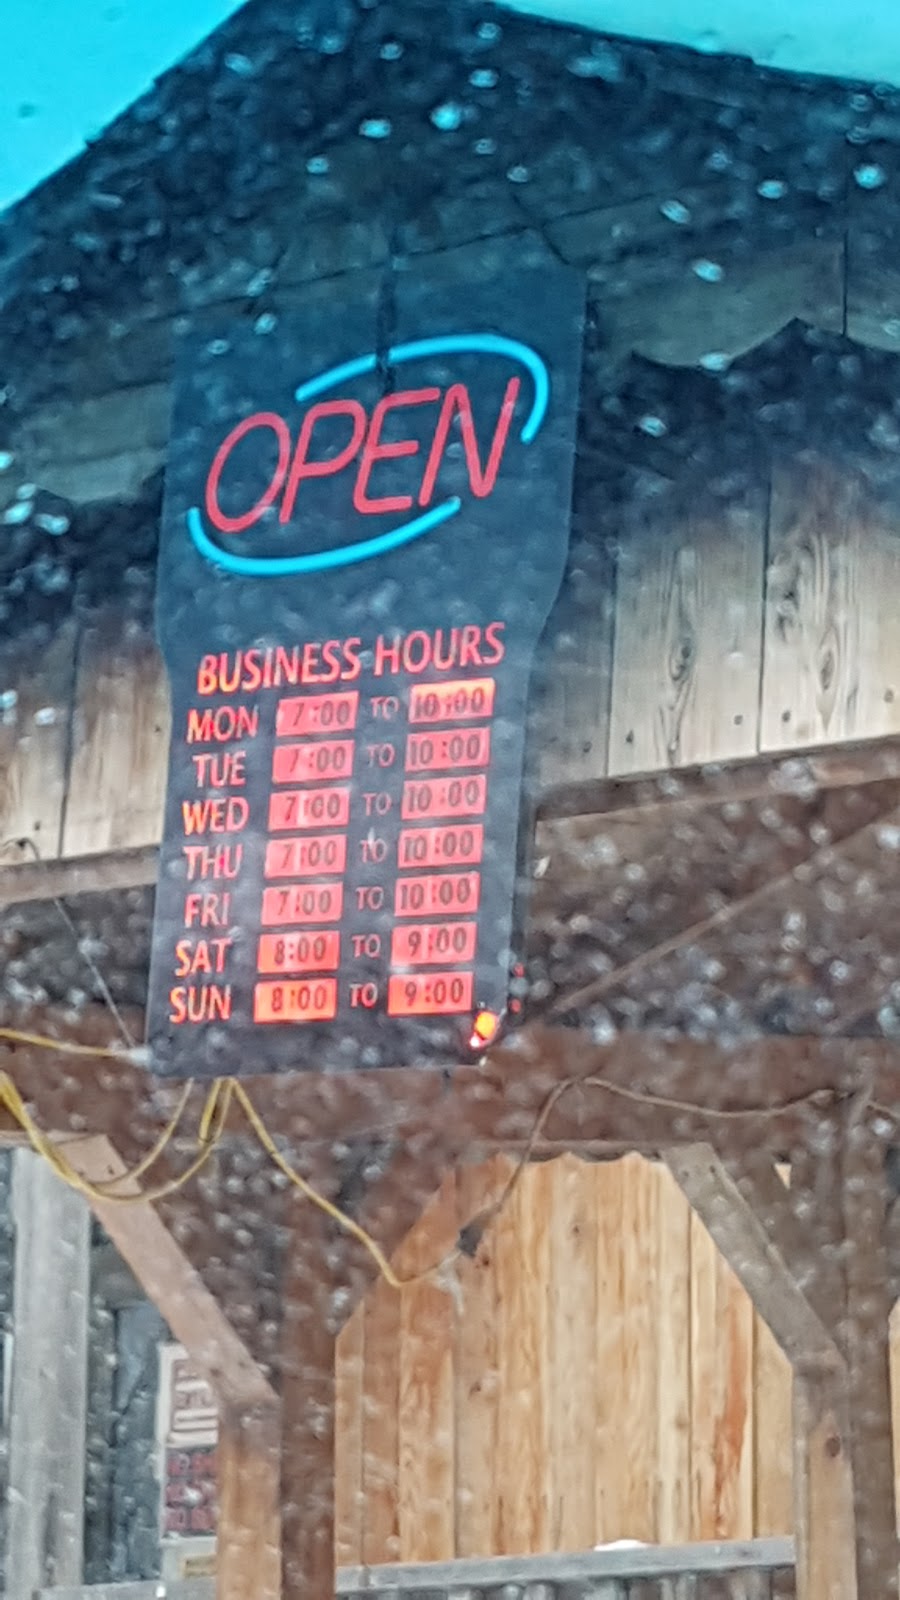 OPEN
BUSINESS HOURS
MON 7:00 TO 10:00
TUE 7:00 TO 10:00
WED 7:00 TO 10:00
THU 7:00 TO 10:00
FRI 7:00 TO 10:00
SAT 8:00 TO 9:00
SUN 8:00 TO 9:00